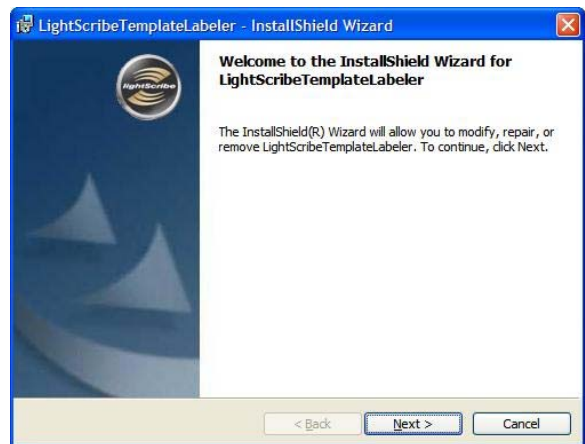 LightScribeTemplateLabeler - InstallShield Wizard
lightScribe
Welcome to the InstallShield Wizard for
LightScribeTemplateLabeler
The InstallShield(R) Wizard will allow you to modify, repair, or
remove LightScribeTemplateLabeler. To continue, click Next.
< Back
Next >
Cancel